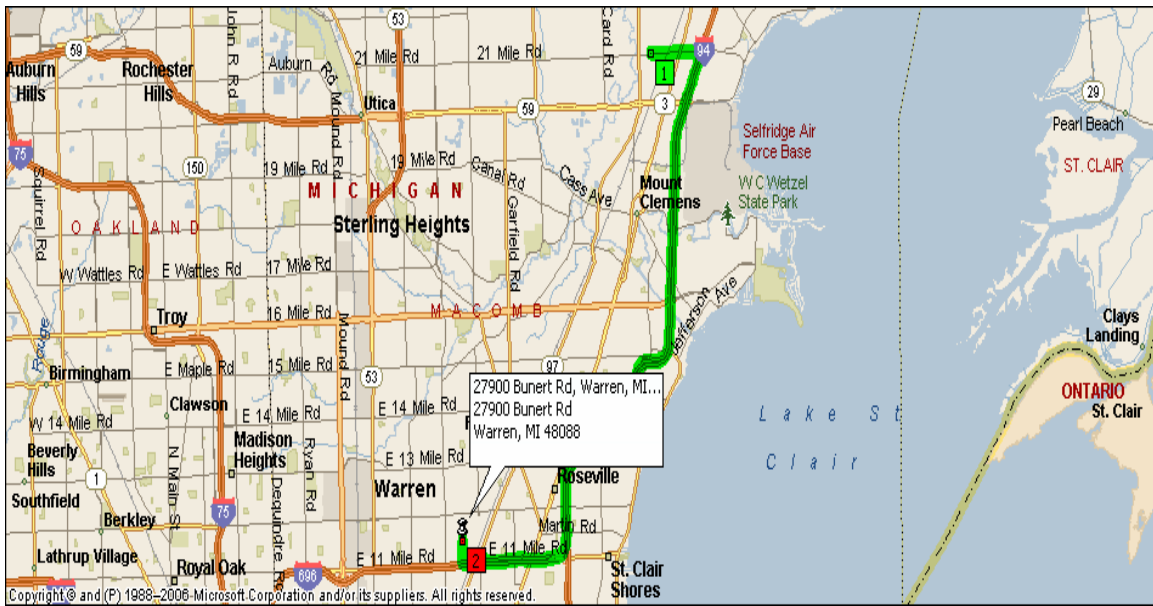 53
94
Card Rd
John R Rd
59
21 Mile Rd
21 Mile Rd
21 Mile Rd
Auburn Hills
Rochester Hills
Auburn
Rd
Mound Rd
1
3
Utica
59
29
Pearl Beach
Selfridge Air
Force Base
75
150
19 Mile Rd
19 Mile Rd
Canal Rd
Cass Ave
Mount
Clemens
W C Wetzel
State Park
ST. CLAIR
Squirrel Rd
MICHIGAN
OAKLAND
Sterling Heights
Garfield Rd
W Wattles Rd
E Wattles Rd
17 Mile Rd
Jefferson Ave
Troy
16 Mile Rd
MACOMB
Clays
Landing
Rouge
Mound Rd
Birmingham
E Maple Rd
15 Mile Rd
53
97
27900 Bunert Rd, Warren, MI...
27900 Bunert Rd
Warren, MI 48088
ONTARIO
St. Clair
Clawson
E 14 Mile Rd
E 14 Mile Rd
W 14 Mile Rd
Lake St
Clair
Madison
Heights
Ryan Rd
Beverly
Hills
N Main St
E 13 Mile Rd
1
Southfield
Warren
Roseville
75
Dequindre Rd
Berkley
Martin Rd
Lathrup Village
E 11 Mile Rd
E 11 Mile Rd
2
Royal Oak
696
St. Clair
Shores
Copyright © and (P) 1988–2006 Microsoft Corporation and/or its suppliers. All rights reserved.